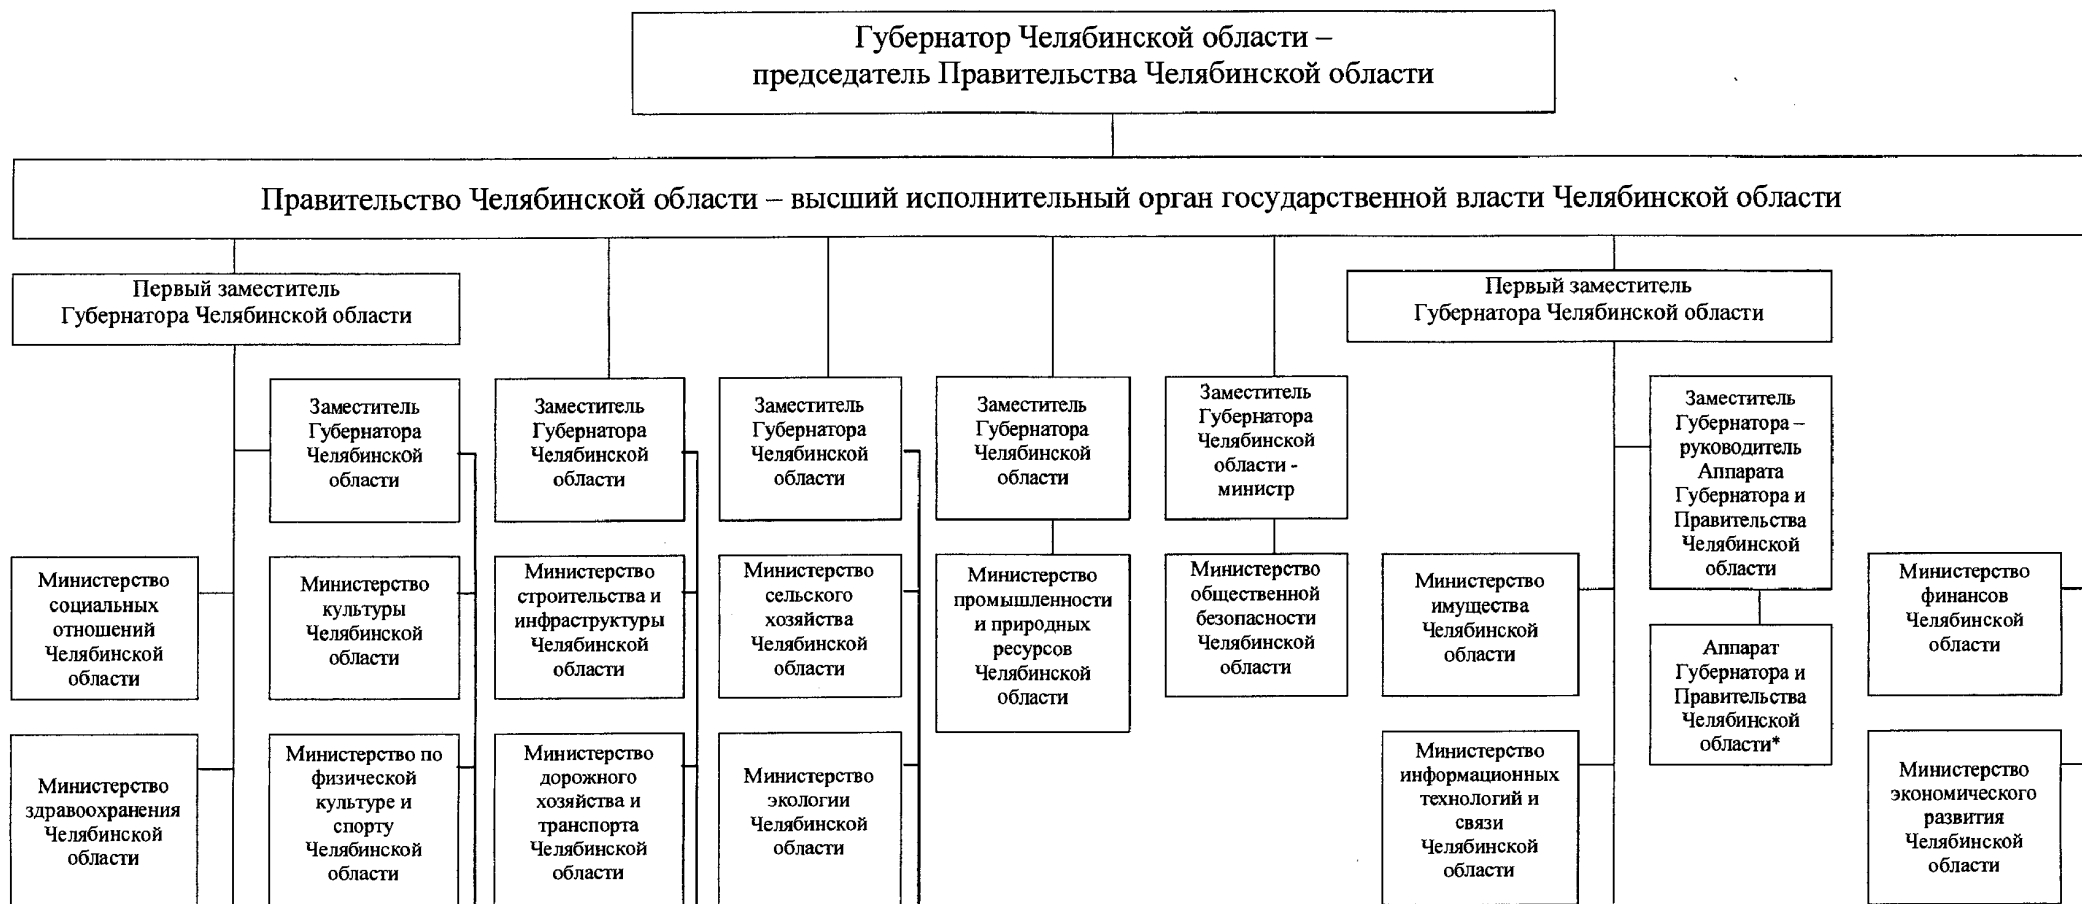 Губернатор Челябинской области –
председатель Правительства Челябинской области
Правительство Челябинской области – высший исполнительный орган государственной власти Челябинской области
Первый заместитель
Губернатора Челябинской области
Первый заместитель
Губернатора Челябинской области
Заместитель
Губернатора
Челябинской
области
Заместитель
Губернатора
Челябинской
области
Заместитель
Губернатора
Челябинской
области
Заместитель
Губернатора
Челябинской
области
Заместитель
Губернатора
Челябинской
области -
министр
Заместитель
Губернатора –
руководитель
Аппарата
Губернатора и
Правительства
Челябинской
области
Министерство
социальных
отношений
Челябинской
области
Министерство
культуры
Челябинской
области
Министерство
строительства и
инфраструктуры
Челябинской
области
Министерство
сельского
хозяйства
Челябинской
области
Министерство
промышленности
и природных
ресурсов
Челябинской
области
Министерство
общественной
безопасности
Челябинской
области
Министерство
имущества
Челябинской
области
Аппарат
Губернатора и
Правительства
Челябинской
области*
Министерство
финансов
Челябинской
области
Министерство
здравоохранения
Челябинской
области
Министерство по
физической
культуре и
спорту
Челябинской
области
Министерство
дорожного
хозяйства и
транспорта
Челябинской
области
Министерство
экологии
Челябинской
области
Министерство
информационных
технологий и
связи
Челябинской
области
Министерство
экономического
развития
Челябинской
области